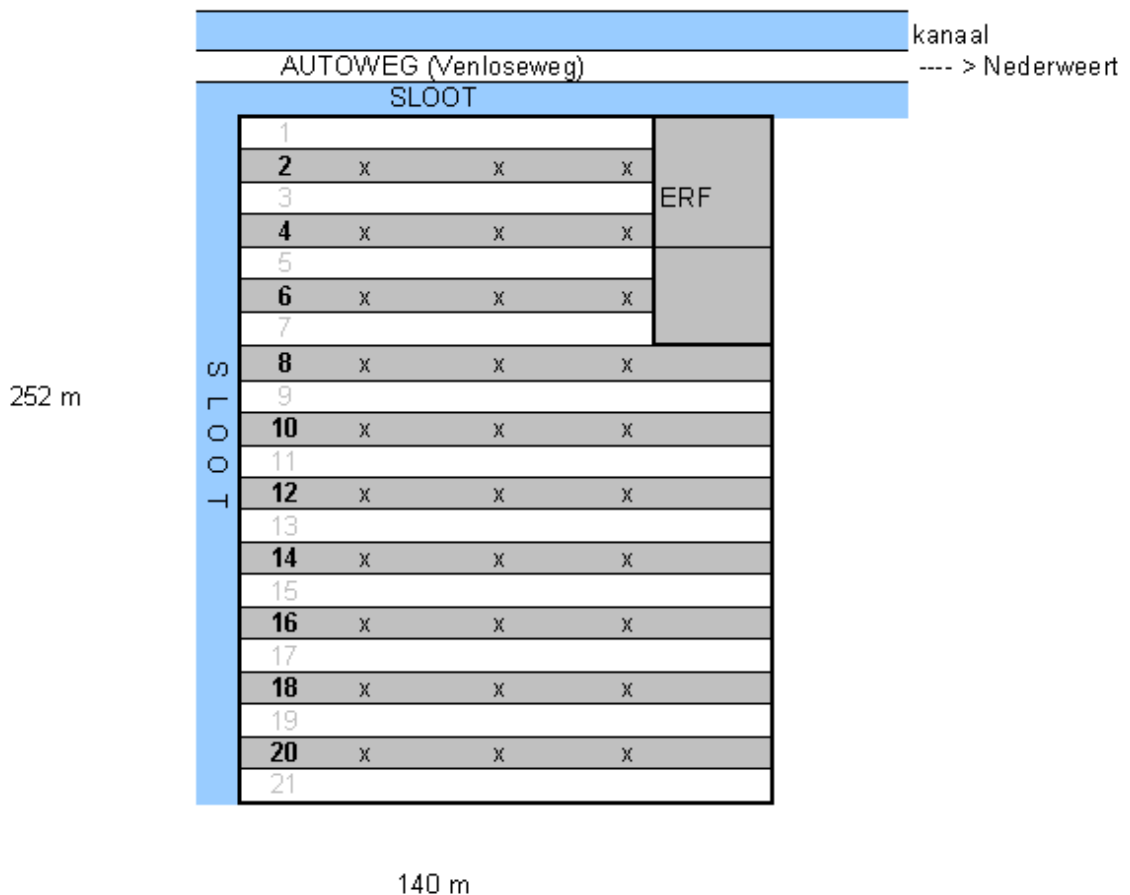 kanaal
AUTOWEG (Venloseweg) ---- > Nederweert
SLOOT
1
2 x x x
3 ERF
4 x x x
5
6 x x x
7
8 x x x
9
10 x x x
11
12 x x x
13
14 x x x
15
16 x x x
17
18 x x x
19
20 x x x
21
SLOOT
252 m
140 m